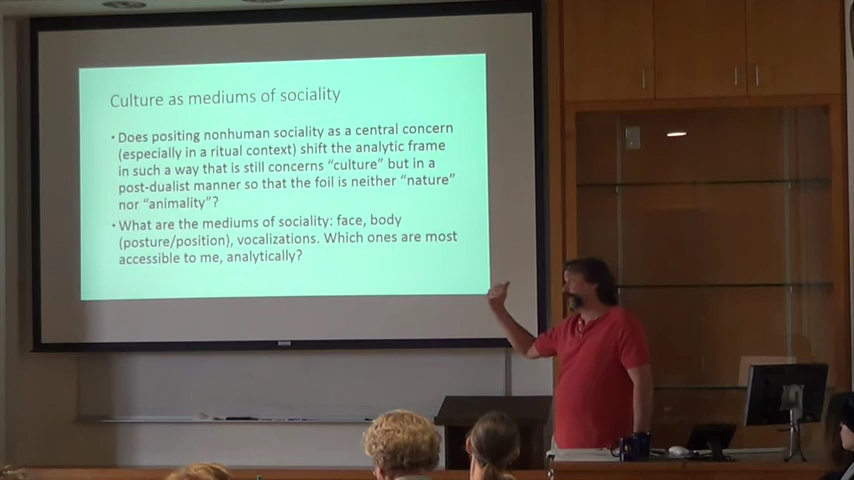 Culture as mediums of sociality
• Does positing nonhuman sociality as a central concern
(especially in a ritual context) shift the analytic frame
in such a way that is still concerns “culture” but in a
post-dualist manner so that the foil is neither “nature”
nor “animality”?
• What are the mediums of sociality: face, body
(posture/position), vocalizations. Which ones are most
accessible to me, analytically?